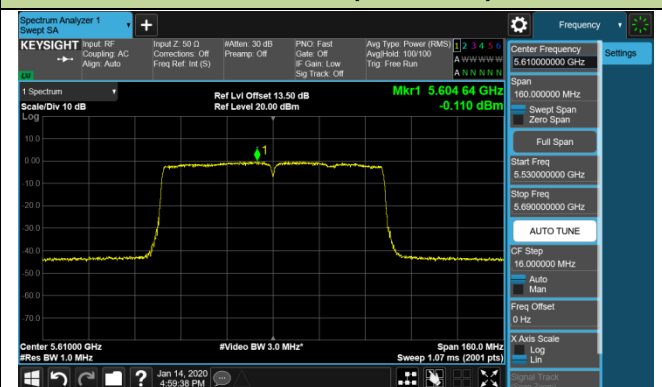 Spectrum Analyzer 1
Swept SA
Frequency
KEYSIGHT
Input: RF
Coupling: AC
Align: Auto
Input Z: 50 Ω
Corrections: Off
Freq Ref: Int (S)
#Atten: 30 dB
Preamp: Off
PNO: Fast
Gate: Off
IF Gain: Low
Sig Track: Off
Avg Type: Power (RMS)
Avg|Hold: 100/100
Trig: Free Run
1 2 3 4 5 6
A W W W W W
A N N N N N
LXI
1 Spectrum
Scale/Div 10 dB
Log
Ref Lvl Offset 13.50 dB
Ref Level 20.00 dBm
Mkr1 5.604 64 GHz
-0.110 dBm
10.0
0.00
-10.0
-20.0
-30.0
-40.0
-50.0
-60.0
-70.0
1
Center 5.61000 GHz
#Res BW 1.0 MHz
#Video BW 3.0 MHz*
Span 160.0 MHz
Sweep 1.07 ms (2001 pts)
Jan 14, 2020
4:59:38 PM
Center Frequency
5.610000000 GHz
Settings
Span
160.000000 MHz
Swept Span
Zero Span
Full Span
Start Freq
5.530000000 GHz
Stop Freq
5.690000000 GHz
AUTO TUNE
CF Step
16.000000 MHz
Auto
Man
Freq Offset
0 Hz
X Axis Scale
Log
Lin
Signal Track